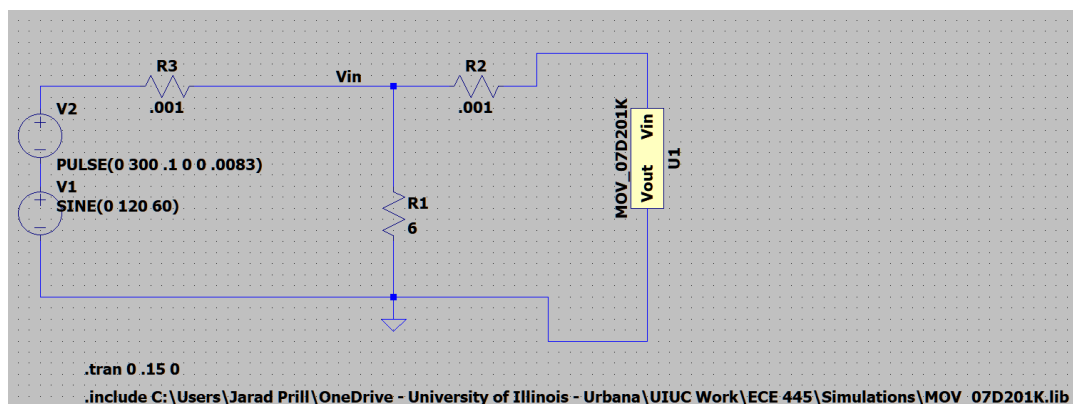 R3
.001
Vin
R2
.001
V2
PULSE(0 300 .1 0 0 .0083)
V1
SINE(0 120 60)
R1
6
MOV_07D201K
Vin
Vout
U1
.tran 0 .15 0
.include C:\Users\Jarad Prill\OneDrive - University of Illinois - Urbana\UIUC Work\ECE 445\Simulations\MOV_07D201K.lib